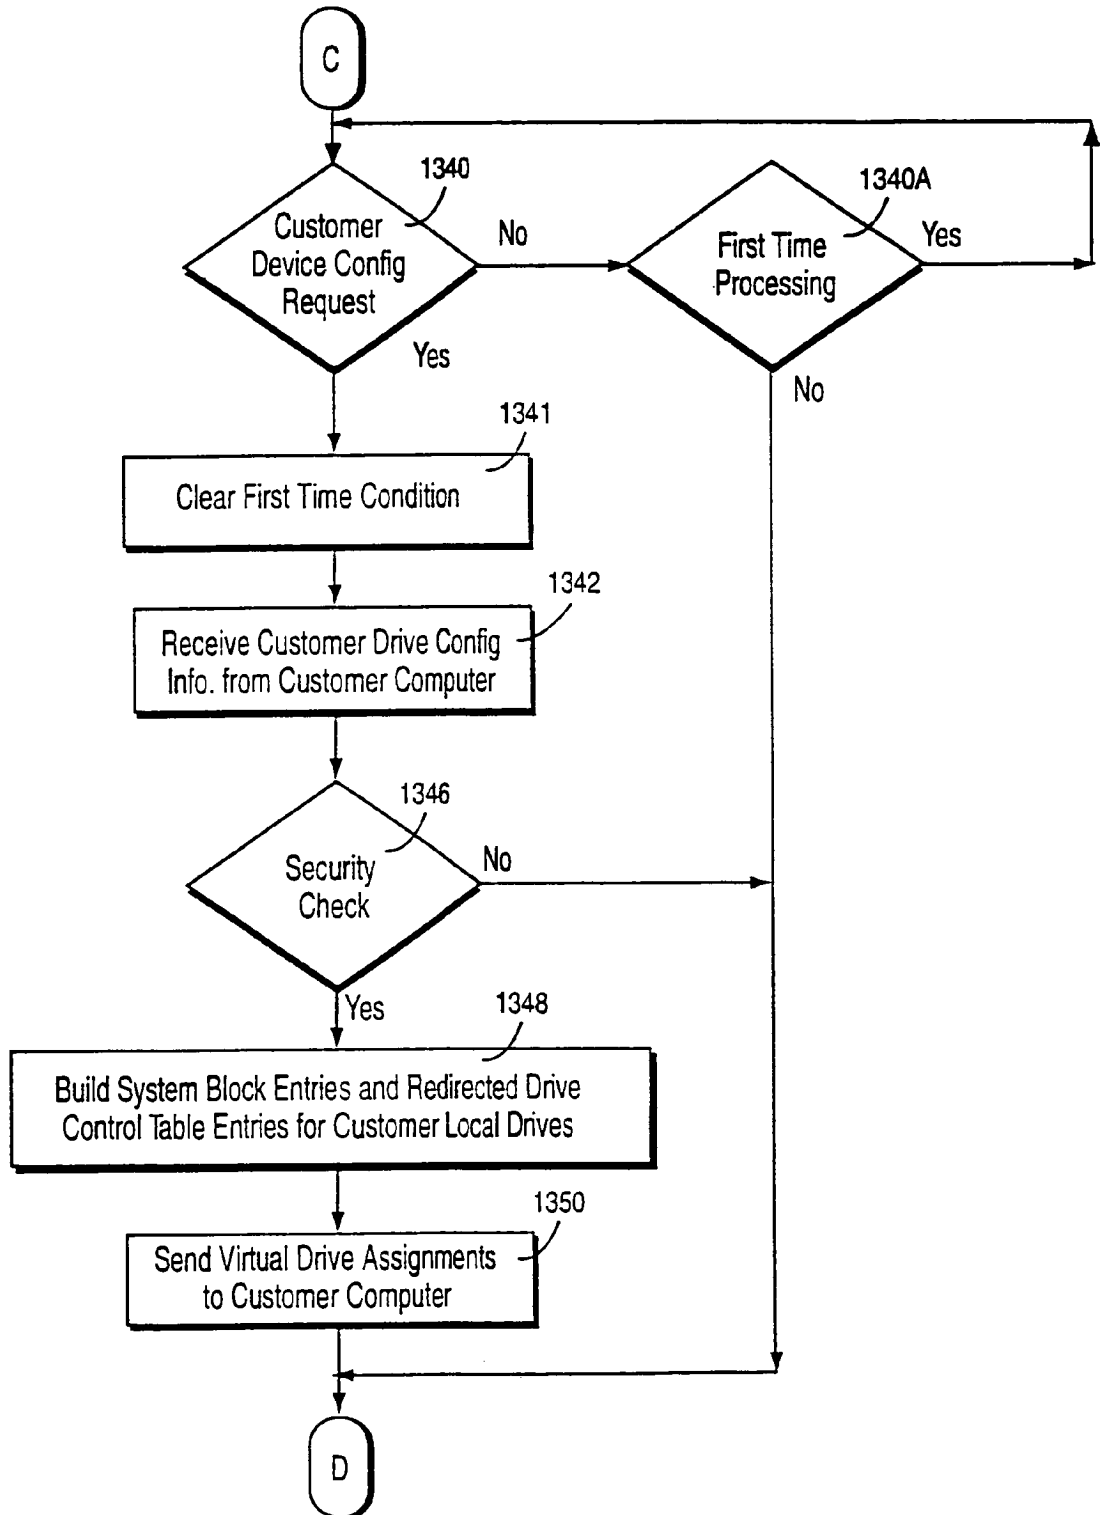 C
1340
Customer
Device Config
Request
No
Yes
1340A
First Time
Processing
Yes
No
1341
Clear First Time Condition
1342
Receive Customer Drive Config
Info. from Customer Computer
1346
Security
Check
No
Yes
1348
Build System Block Entries and Redirected Drive
Control Table Entries for Customer Local Drives
1350
Send Virtual Drive Assignments
to Customer Computer
D